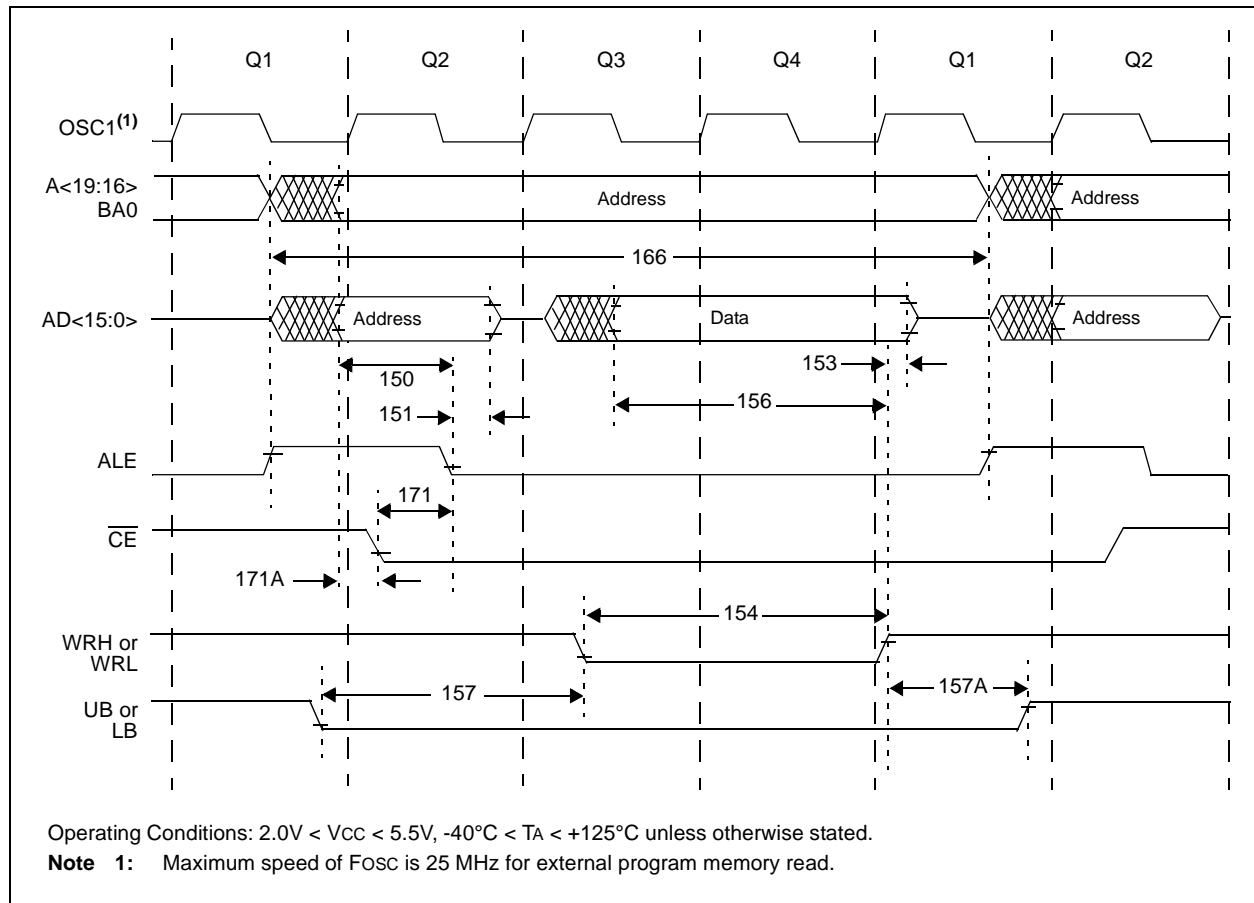 Q1 Q2 Q3 Q4 Q1 Q2
OSC1(1)
A<19:16>
BA0
Address
Address
166
AD<15:0>
Address
Data
Address
150
153
151
156
ALE
171
CE
171A
154
WRH or
WRL
157
157A
UB or
LB
Operating Conditions: 2.0V < VCC < 5.5V, -40°C < TA < +125°C unless otherwise stated.
Note 1: Maximum speed of FOSC is 25 MHz for external program memory read.